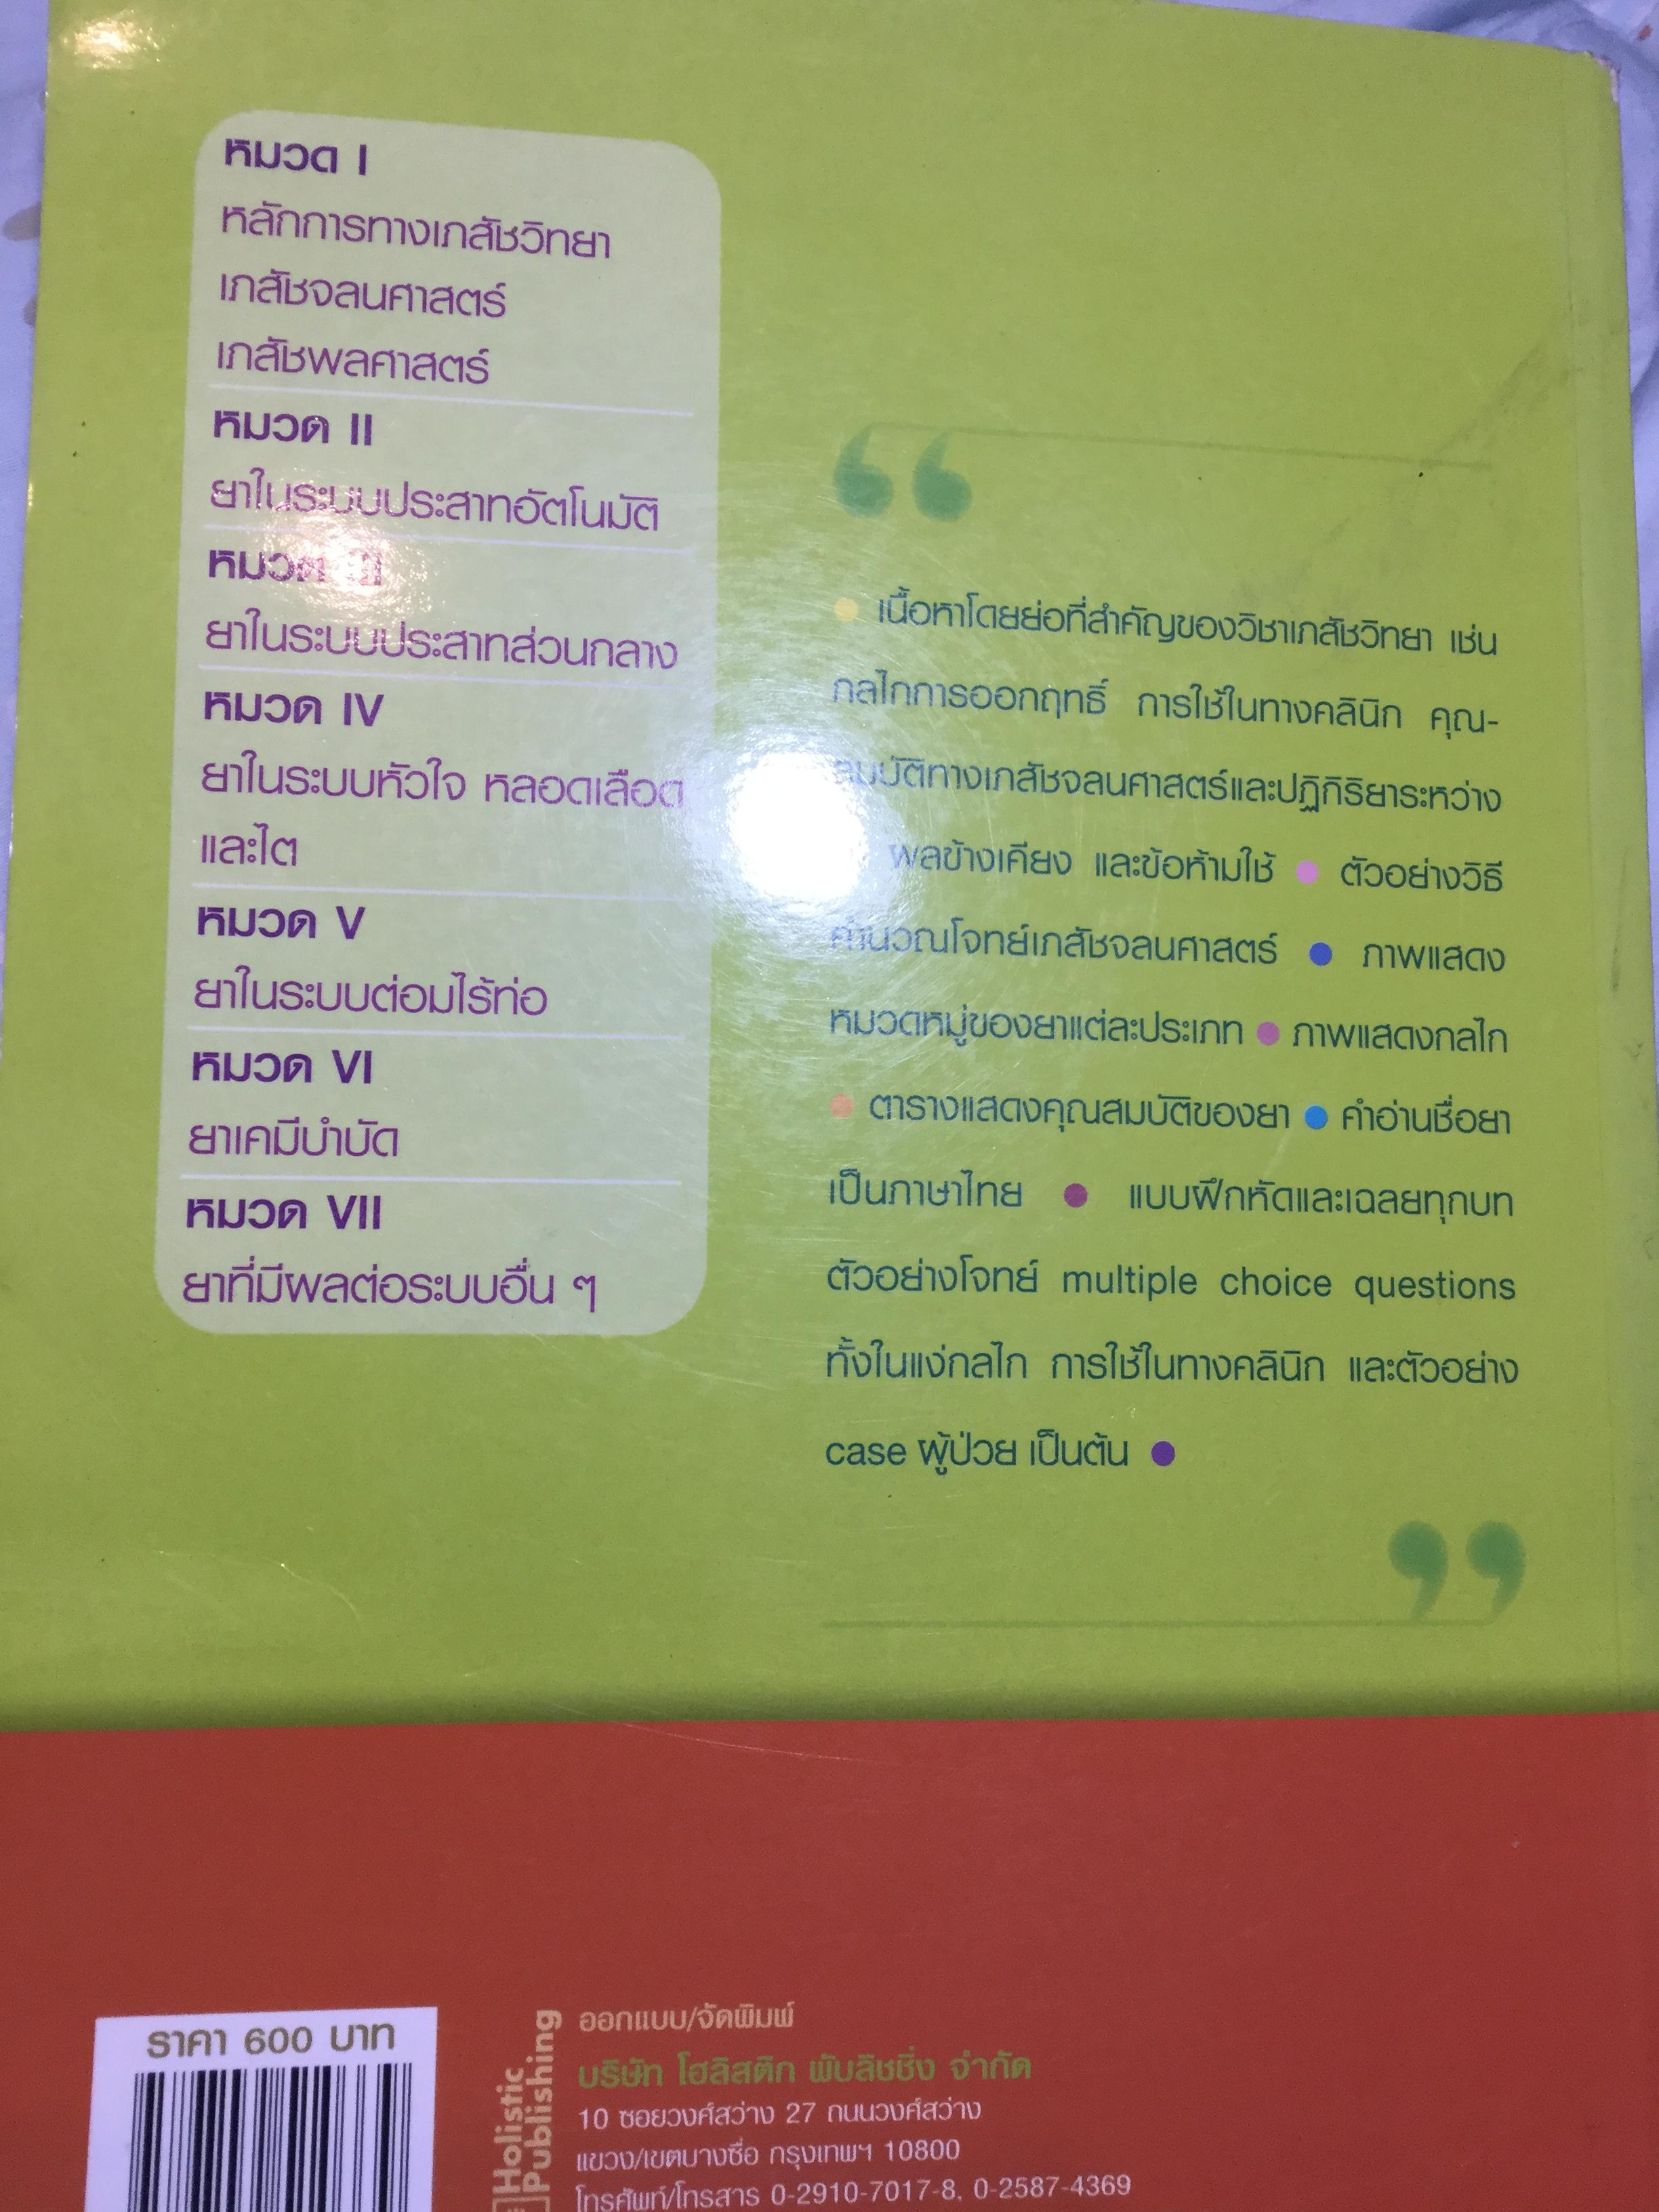 หมวด I
หลักการทางเภสัชวิทยา
เภสัชจลนศาสตร์
เภสัชพลศาสตร์
หมวด II
ยาในระบบประสาทอัตโนมัติ
หมวด III
ยาในระบบประสาทส่วนกลาง
หมวด IV
ยาในระบบหัวใจ หลอดเลือด
และไต
หมวด V
ยาในระบบต่อมไร้ท่อ
หมวด VI
ยาเคมีบำบัด
หมวด VII
ยาที่มีผลต่อระบบอื่น ๆ
“
● เนื้อหาโดยย่อที่สำคัญของวิชาเภสัชวิทยา เช่น
กลไกการออกฤทธิ์ การใช้ในทางคลินิก คุณ-
สมบัติทางเภสัชจลนศาสตร์และปฏิกิริยาระหว่าง
ผลข้างเคียง และข้อห้ามใช้ ● ตัวอย่างวิธี
คำนวณโจทย์เภสัชจลนศาสตร์ ● ภาพแสดง
หมวดหมู่ของยาแต่ละประเภท ● ภาพแสดงกลไก
● ตารางแสดงคุณสมบัติของยา ● คำอ่านชื่อยา
เป็นภาษาไทย ● แบบฝึกหัดและเฉลยทุกบท
ตัวอย่างโจทย์ multiple choice questions
ทั้งในแง่กลไก การใช้ในทางคลินิก และตัวอย่าง
case ผู้ป่วย เป็นต้น ●
”
ราคา 600 บาท
Holistic
Publishing
ออกแบบ/จัดพิมพ์
บริษัท โฮลิสติก พับลิชชิ่ง จำกัด
10 ซอยวงศ์สว่าง 27 ถนนวงศ์สว่าง
แขวง/เขตบางซื่อ กรุงเทพฯ 10800
โทรศัพท์/โทรสาร 0-2910-7017-8, 0-2587-4369